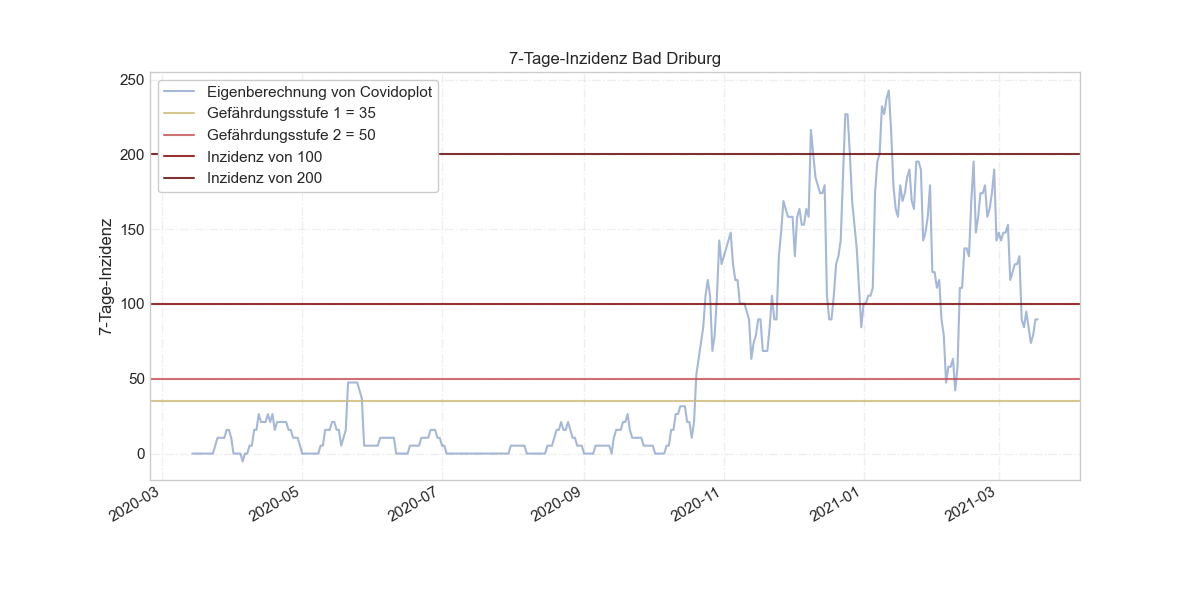 7-Tage-Inzidenz Bad Driburg
250
200
150
100
50
0
7-Tage-Inzidenz
Eigenberechnung von Covidoplot
Gefährdungsstufe 1 = 35
Gefährdungsstufe 2 = 50
Inzidenz von 100
Inzidenz von 200
2020-03
2020-05
2020-07
2020-09
2020-11
2021-01
2021-03